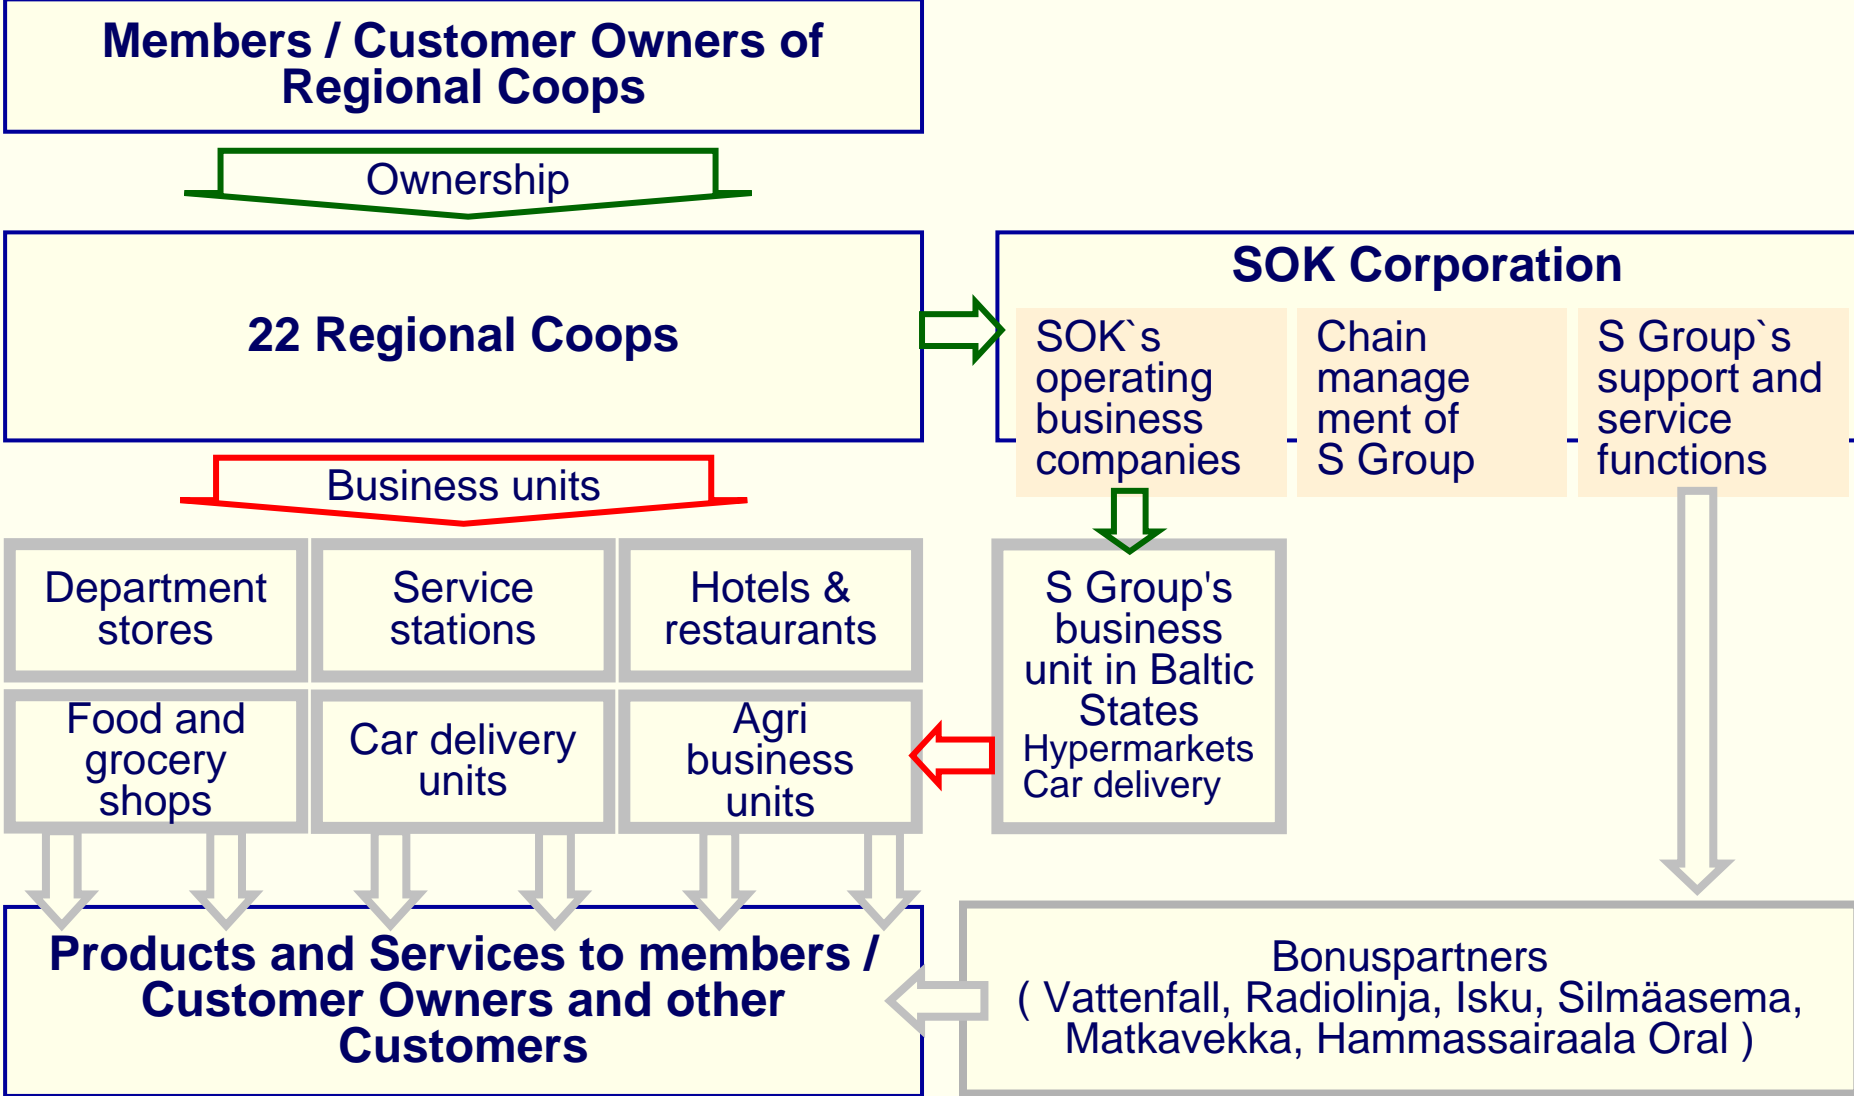 Members / Customer Owners of
Regional Coops
Ownership
22 Regional Coops
SOK Corporation
SOK`s
operating
business
companies
Chain
manage
ment of
S Group
S Group`s
support and
service
functions
Business units
Department
stores
Service
stations
Hotels &
restaurants
Food and
grocery
shops
Car delivery
units
Agri
business
units
S Group's
business
unit in Baltic
States
Hypermarkets
Car delivery
Products and Services to members /
Customer Owners and other
Customers
Bonuspartners
( Vattenfall, Radiolinja, Isku, Silmäasema,
Matkavekka, Hammassairaala Oral )